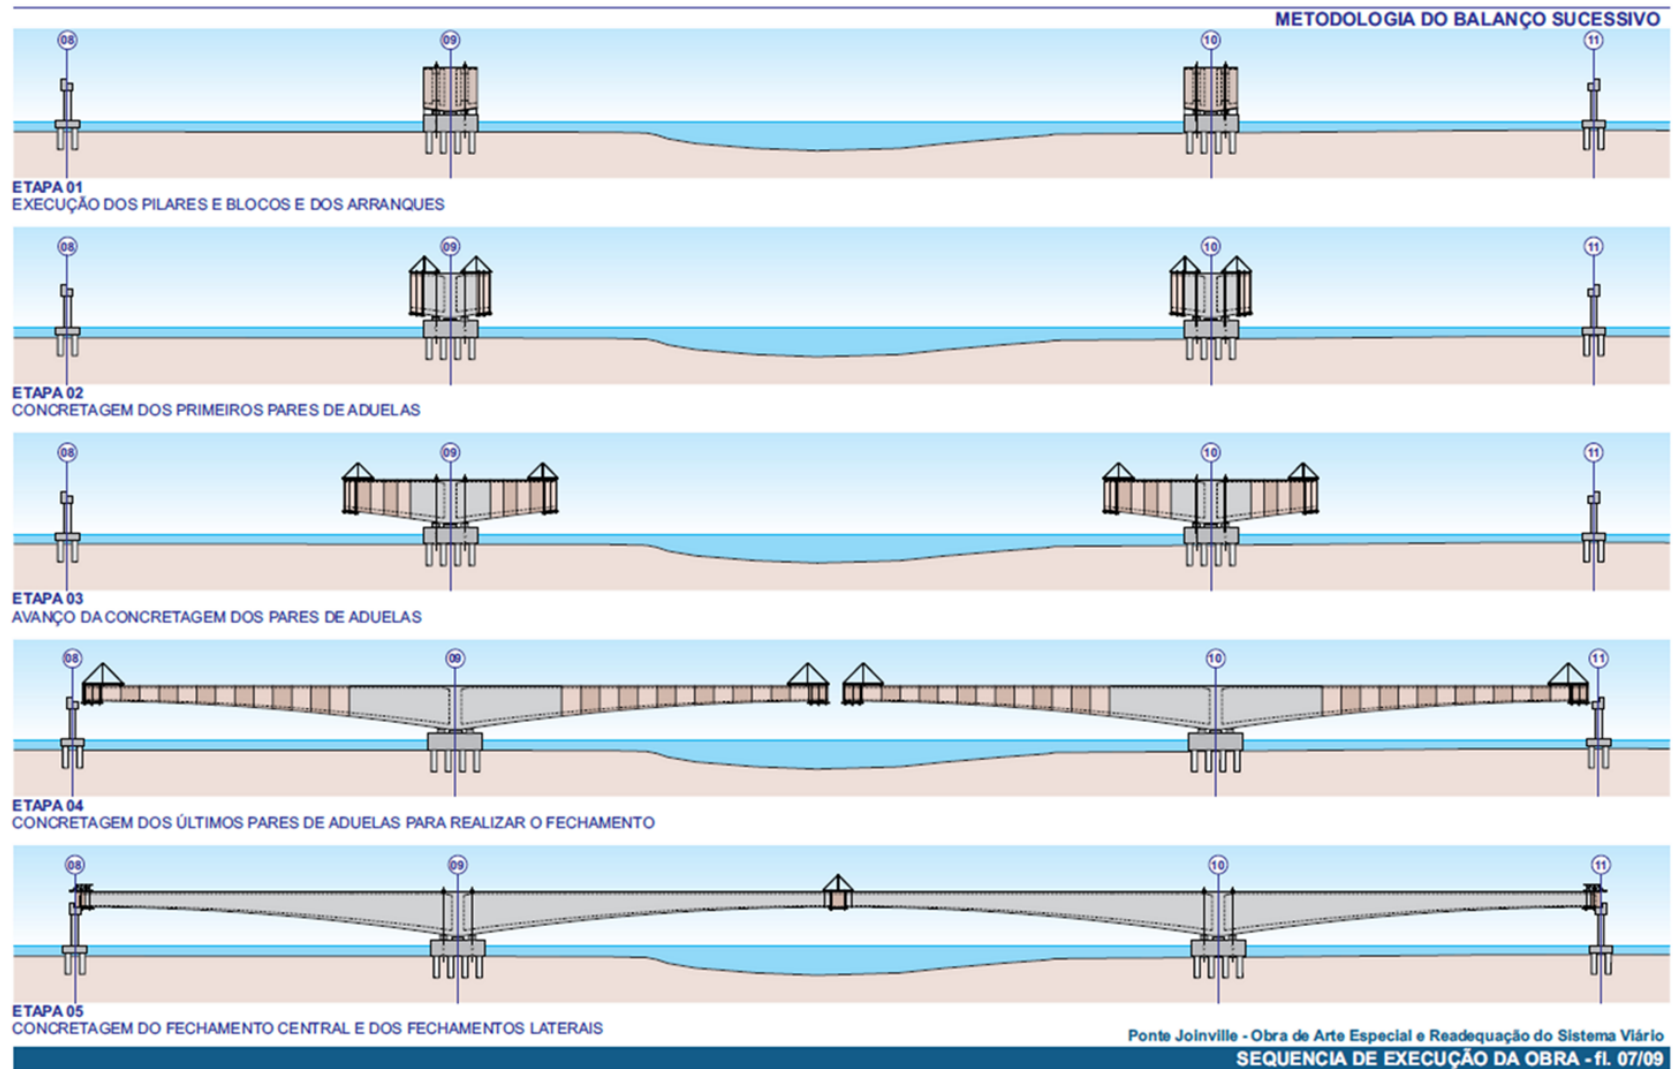 METODOLOGIA DO BALANÇO SUCESSIVO
08 09 10 11
ETAPA 01
EXECUÇÃO DOS PILARES E BLOCOS E DOS ARRANQUES
08 09 10 11
ETAPA 02
CONCRETAGEM DOS PRIMEIROS PARES DE ADUELAS
08 09 10 11
ETAPA 03
AVANÇO DA CONCRETAGEM DOS PARES DE ADUELAS
08 09 10 11
ETAPA 04
CONCRETAGEM DOS ÚLTIMOS PARES DE ADUELAS PARA REALIZAR O FECHAMENTO
08 09 10 11
ETAPA 05
CONCRETAGEM DO FECHAMENTO CENTRAL E DOS FECHAMENTOS LATERAIS
Ponte Joinville - Obra de Arte Especial e Readequação do Sistema Viário
SEQUENCIA DE EXECUÇÃO DA OBRA - fl. 07/09